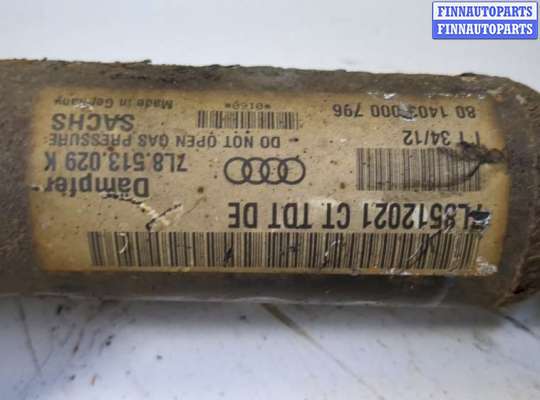 FINNAUTOPARTS
FINNAUTOPARTS
Dämpfer
7L8.513.029 K
DO NOT OPEN GAS PRESSURE
SACHS
Made in Germany
*0160*
80 1403 000 796
34/12
7L8512021 CT TDT DE